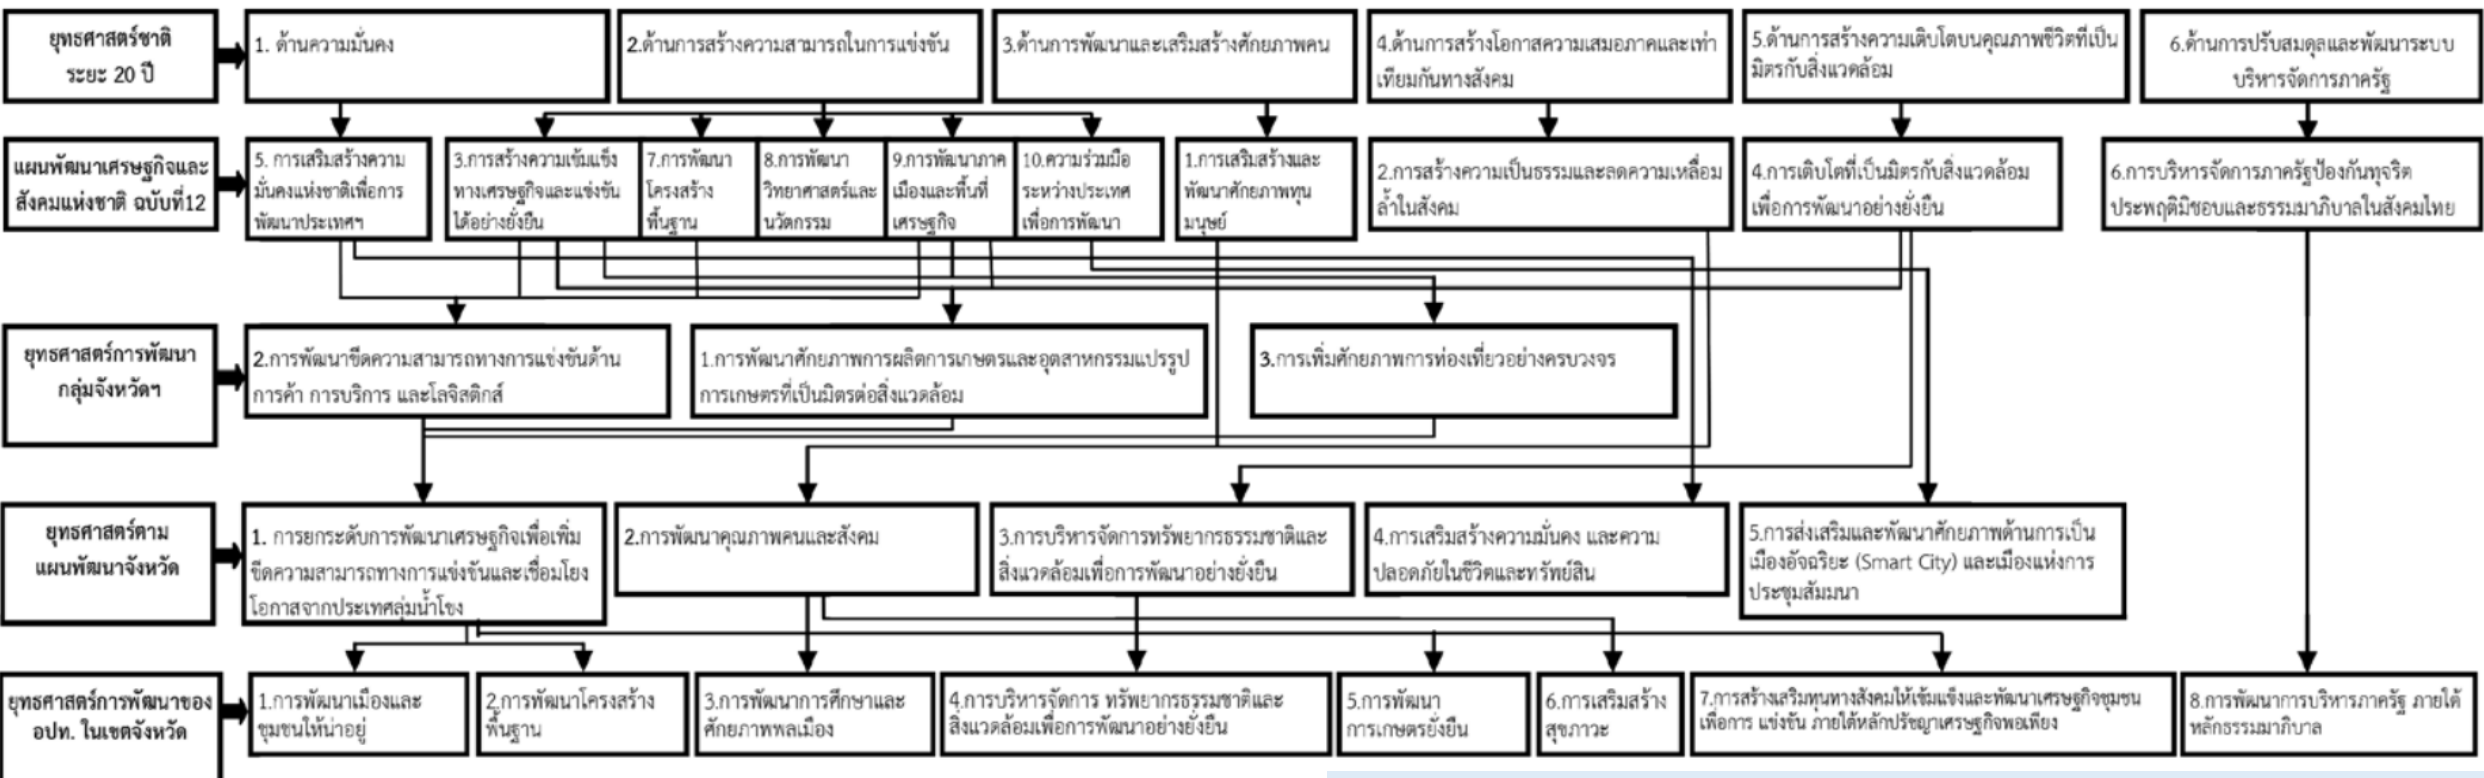 ยุทธศาสตร์ชาติ
ระยะ 20 ปี
1. ด้านความมั่นคง
2.ด้านการสร้างความสามารถในการแข่งขัน
3.ด้านการพัฒนาและเสริมสร้างศักยภาพคน
4.ด้านการสร้างโอกาสความเสมอภาคและเท่า
เทียมกันทางสังคม
5.ด้านการสร้างความเติบโตบนคุณภาพชีวิตที่เป็น
มิตรกับสิ่งแวดล้อม
6.ด้านการปรับสมดุลและพัฒนาระบบ
บริหารจัดการภาครัฐ
แผนพัฒนาเศรษฐกิจและ
สังคมแห่งชาติ ฉบับที่12
5. การเสริมสร้างความ
มั่นคงแห่งชาติเพื่อการ
พัฒนาประเทศฯ
3.การสร้างความเข้มแข็ง
ทางเศรษฐกิจและแข่งขัน
ได้อย่างยั่งยืน
7.การพัฒนา
โครงสร้าง
พื้นฐาน
8.การพัฒนา
วิทยาศาสตร์และ
นวัตกรรม
9.การพัฒนาภาค
เมืองและพื้นที่
เศรษฐกิจ
10.ความร่วมมือ
ระหว่างประเทศ
เพื่อการพัฒนา
1.การเสริมสร้างและ
พัฒนาศักยภาพทุน
มนุษย์
2.การสร้างความเป็นธรรมและลดความเหลื่อม
ล้ำในสังคม
4.การเติบโตที่เป็นมิตรกับสิ่งแวดล้อม
เพื่อการพัฒนาอย่างยั่งยืน
6.การบริหารจัดการภาครัฐป้องกันทุจริต
ประพฤติมิชอบและธรรมมาภิบาลในสังคมไทย
ยุทธศาสตร์การพัฒนา
กลุ่มจังหวัดฯ
2.การพัฒนาขีดความสามารถทางการแข่งขันด้าน
การค้า การบริการ และโลจิสติกส์
1.การพัฒนาศักยภาพการผลิตการเกษตรและอุตสาหกรรมแปรรูป
การเกษตรที่เป็นมิตรต่อสิ่งแวดล้อม
3.การเพิ่มศักยภาพการท่องเที่ยวอย่างครบวงจร
ยุทธศาสตร์ตาม
แผนพัฒนาจังหวัด
1. การยกระดับการพัฒนาเศรษฐกิจเพื่อเพิ่ม
ขีดความสามารถทางการแข่งขันและเชื่อมโยง
โอกาสจากประเทศลุ่มน้ำโขง
2.การพัฒนาคุณภาพคนและสังคม
3.การบริหารจัดการทรัพยากรธรรมชาติและ
สิ่งแวดล้อมเพื่อการพัฒนาอย่างยั่งยืน
4.การเสริมสร้างความมั่นคง และความ
ปลอดภัยในชีวิตและทรัพย์สิน
5.การส่งเสริมและพัฒนาศักยภาพด้านการเป็น
เมืองอัจฉริยะ (Smart City) และเมืองแห่งการ
ประชุมสัมมนา
ยุทธศาสตร์การพัฒนาของ
อปท. ในเขตจังหวัด
1.การพัฒนาเมืองและ
ชุมชนให้น่าอยู่
2.การพัฒนาโครงสร้าง
พื้นฐาน
3.การพัฒนาการศึกษาและ
ศักยภาพพลเมือง
4.การบริหารจัดการ ทรัพยากรธรรมชาติและ
สิ่งแวดล้อมเพื่อการพัฒนาอย่างยั่งยืน
5.การพัฒนา
การเกษตรยั่งยืน
6.การเสริมสร้าง
สุขภาวะ
7.การสร้างเสริมทุนทางสังคมให้เข้มแข็งและพัฒนาเศรษฐกิจชุมชน
เพื่อการ แข่งขัน ภายใต้หลักปรัชญาเศรษฐกิจพอเพียง
8.การพัฒนาการบริหารภาครัฐ ภายใต้
หลักธรรมมาภิบาล